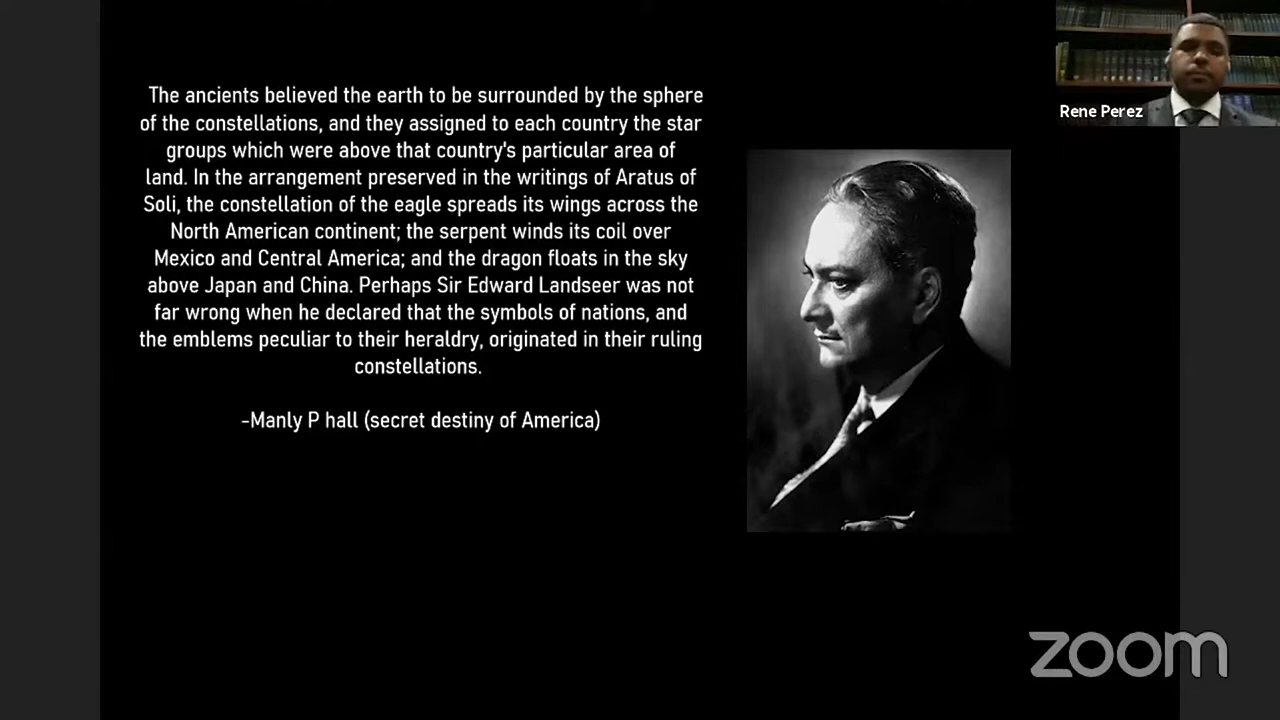 The ancients believed the earth to be surrounded by the sphere
of the constellations, and they assigned to each country the star
groups which were above that country's particular area of
land. In the arrangement preserved in the writings of Aratus of
Soli, the constellation of the eagle spreads its wings across the
North American continent; the serpent winds its coil over
Mexico and Central America; and the dragon floats in the sky
above Japan and China. Perhaps Sir Edward Landseer was not
far wrong when he declared that the symbols of nations, and
the emblems peculiar to their heraldry, originated in their ruling
constellations.
-Manly P hall (secret destiny of America)
Rene Perez
zoom